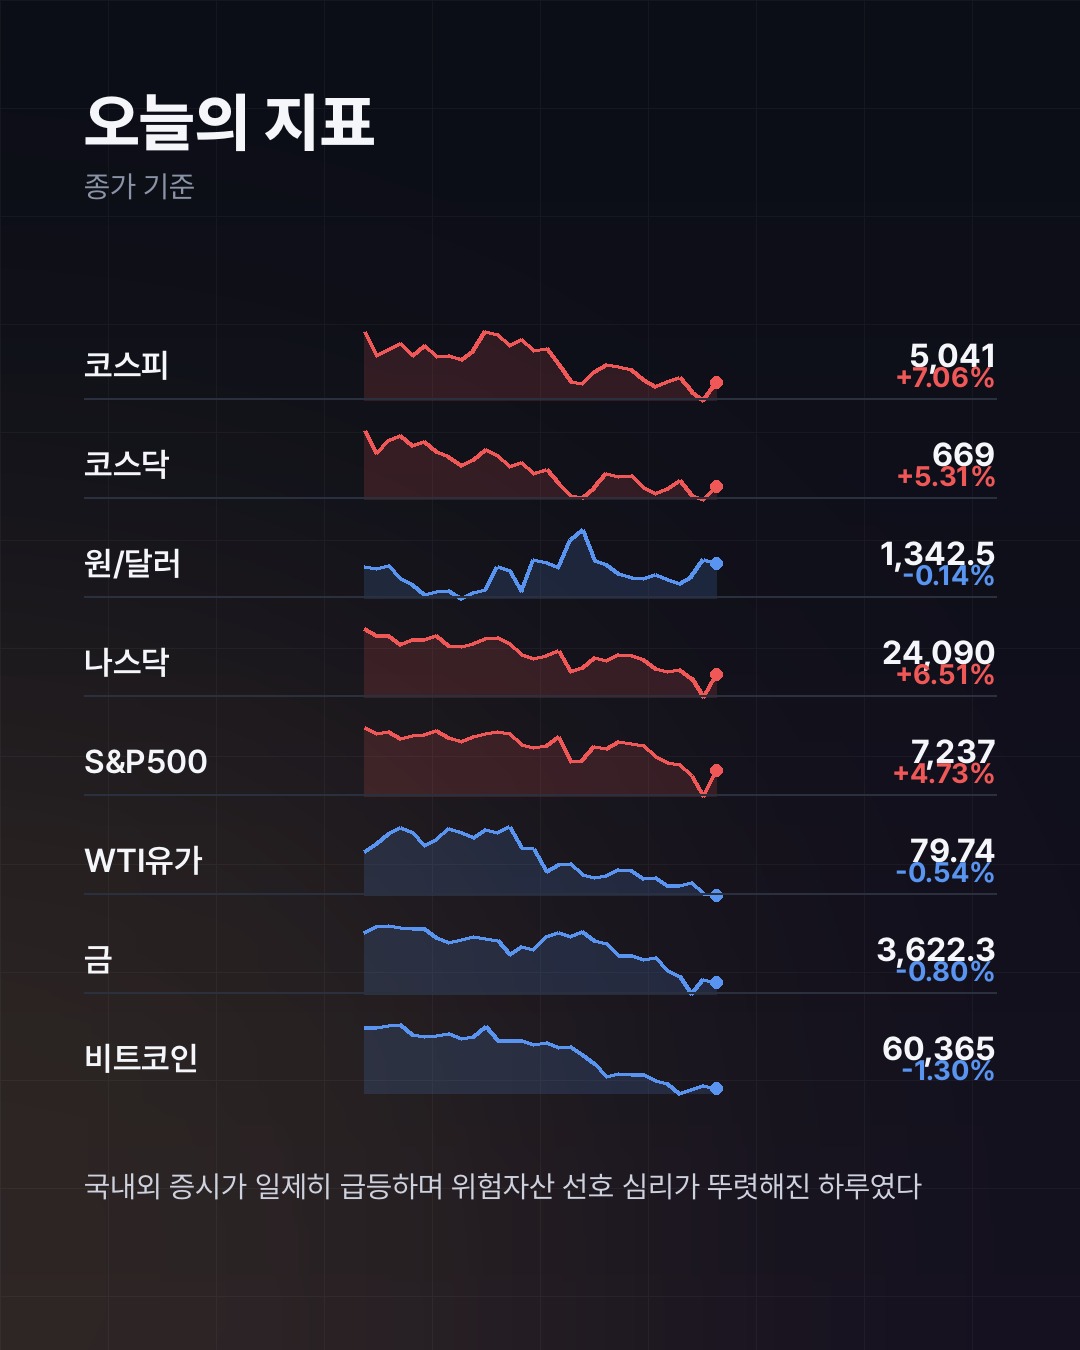 오늘의 지표
종가 기준
코스피
5,041
+7.06%
코스닥
669
+5.31%
원/달러
1,342.5
-0.14%
나스닥
24,090
+6.51%
S&P500
7,237
+4.73%
WTI유가
79.74
-0.54%
금
3,622.3
-0.80%
비트코인
60,365
-1.30%
국내외 증시가 일제히 급등하며 위험자산 선호 심리가 뚜렷해진 하루였다